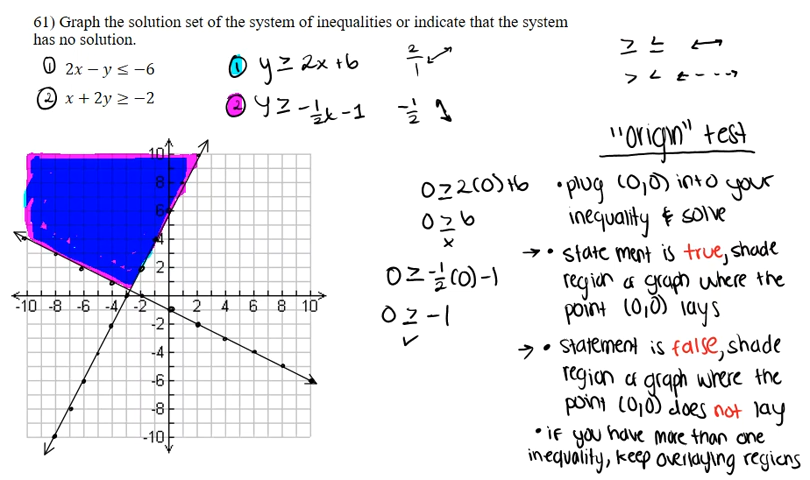 61) Graph the solution set of the system of inequalities or indicate that the system
has no solution.
① 2x – y ≤ –6
② x + 2y ≥ –2
① y ≥ 2x + 6
② y ≥ -1/2x - 1
2/1
-1/2
≥ ≤
> <
"origin" test
• plug (0,0) into your
inequality & solve
→ • statement is true, shade
region of graph where the
point (0,0) lays
→ • statement is false, shade
region of graph where the
point (0,0) does not lay
• if you have more than one
inequality, keep overlaying regions
0 ≥ 2(0)+6
0 ≥ 6
x
0 ≥ -1/2(0) - 1
0 ≥ -1
✓
10
8
6
4
2
-10 -8 -6 -4 -2 2 4 6 8 10
-2
-4
-6
-8
-10